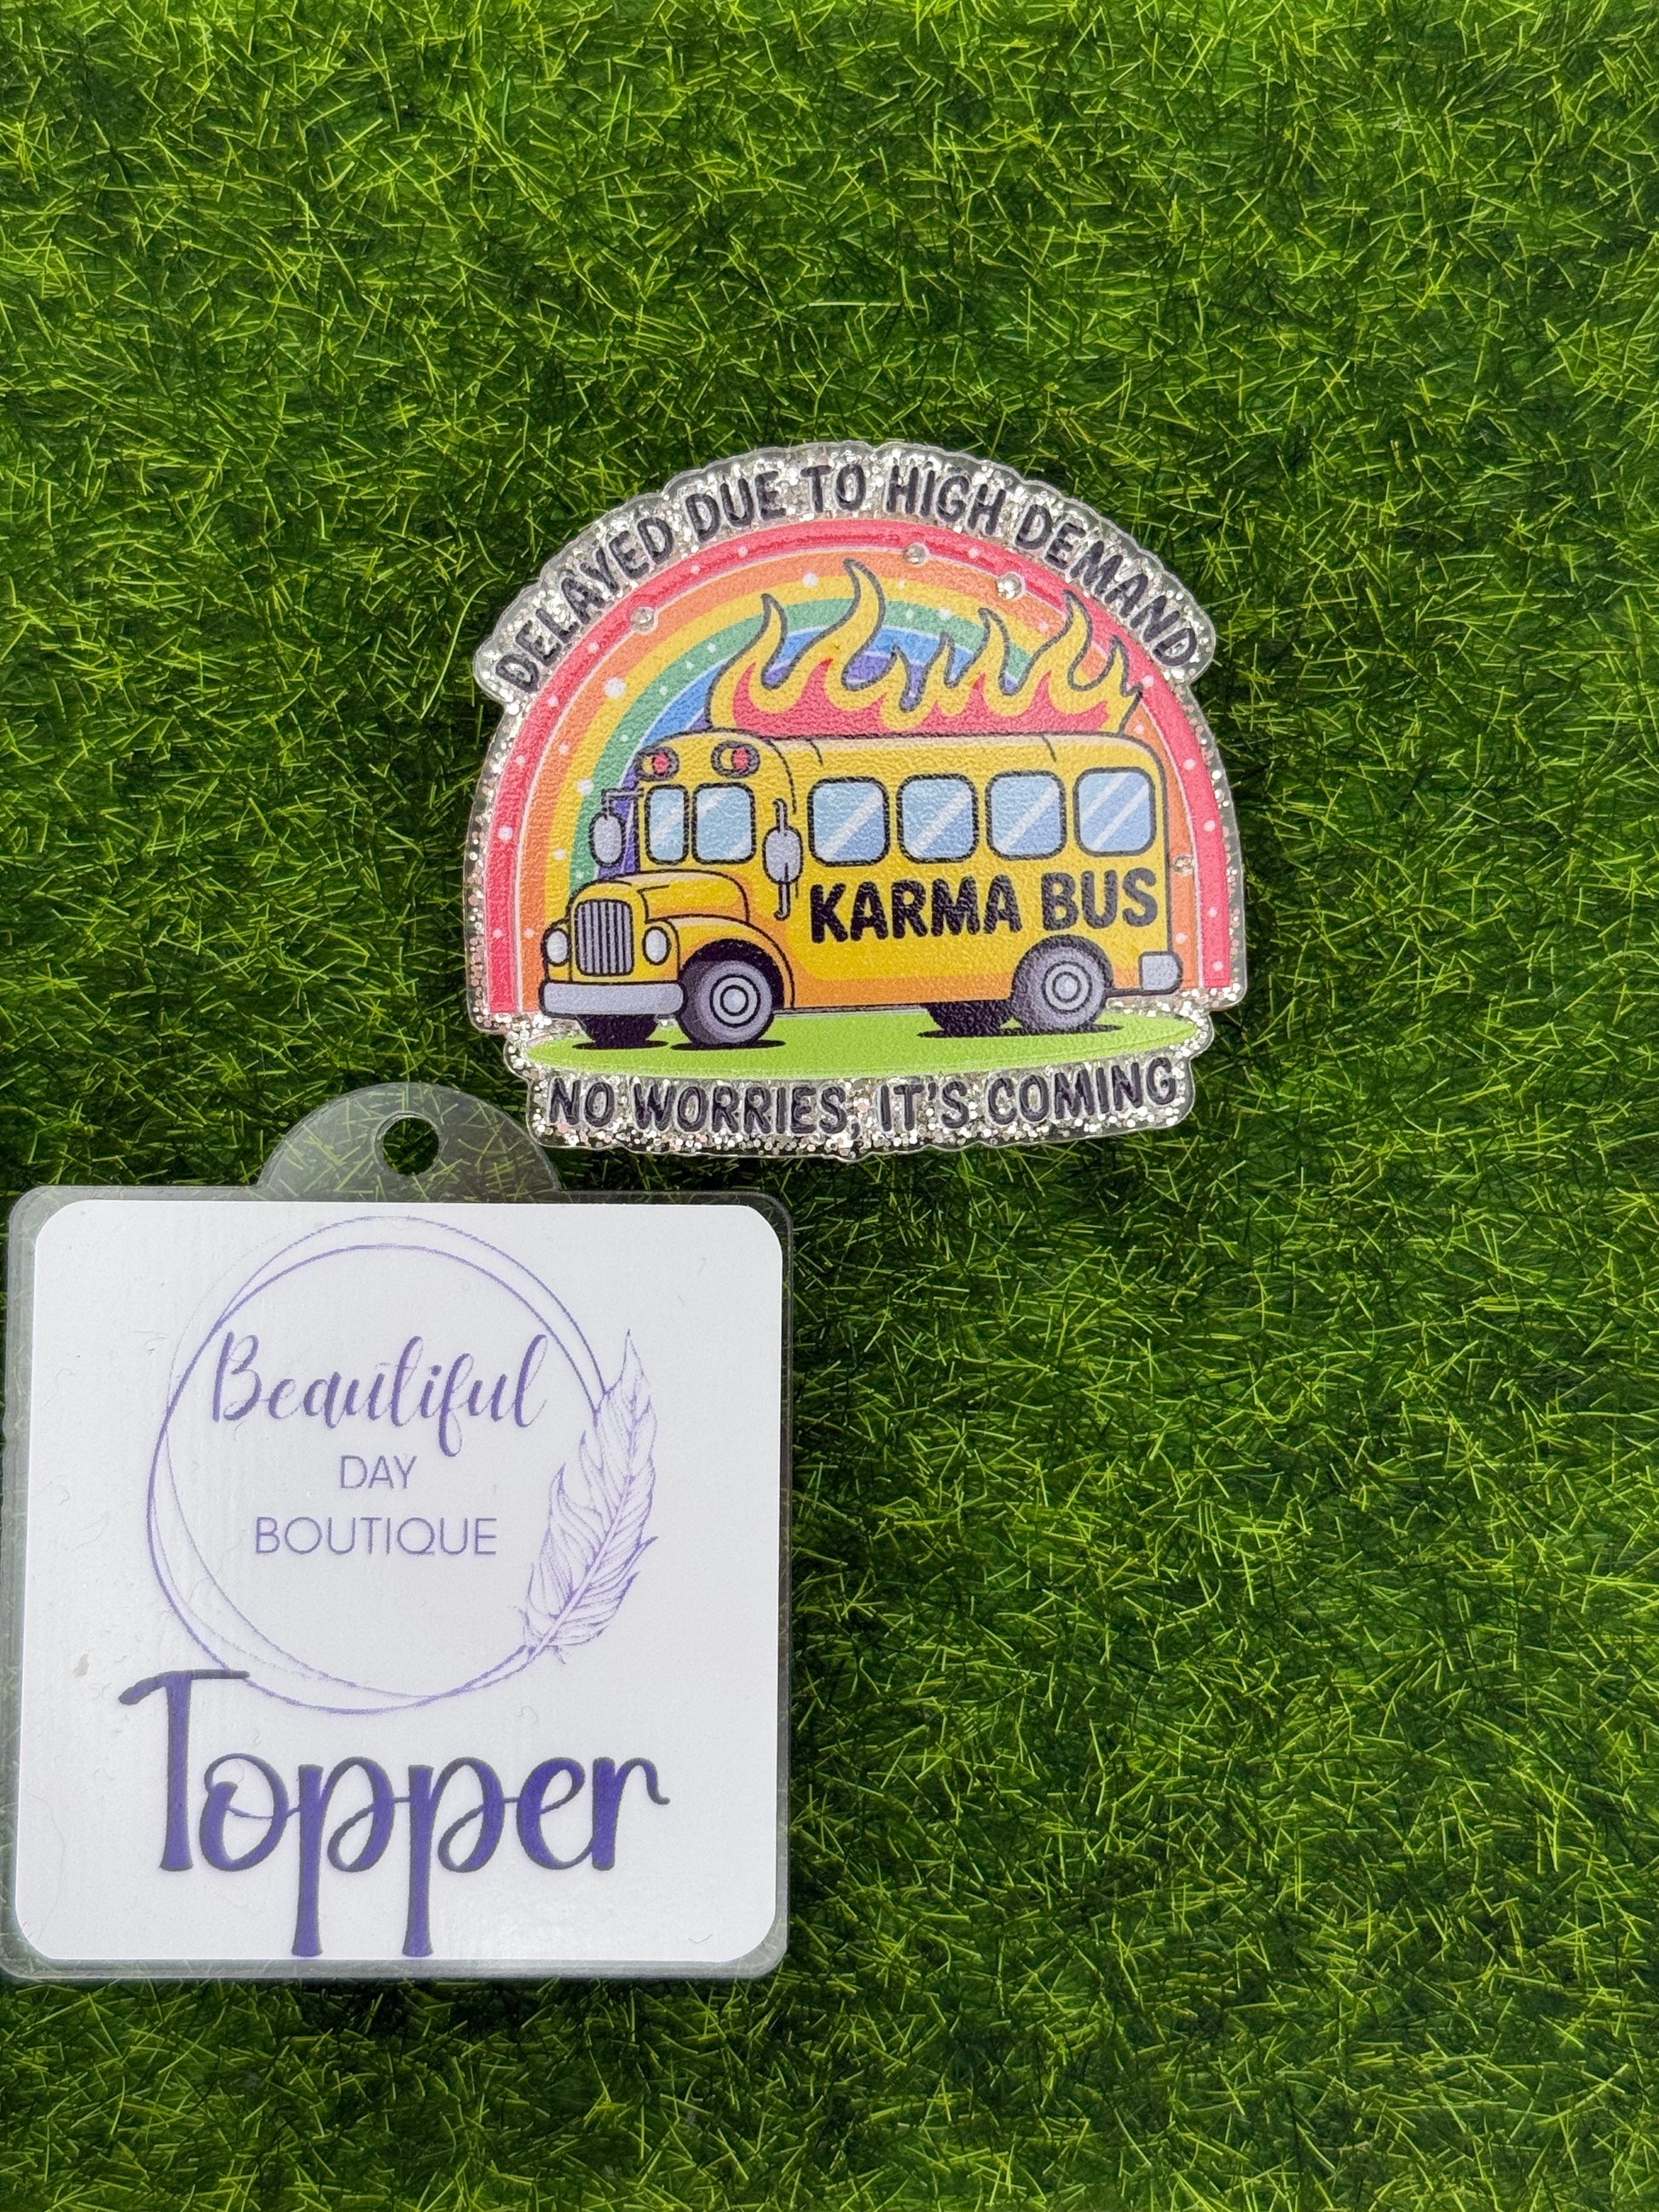 DELAYED DUE TO HIGH DEMAND
KARMA BUS
NO WORRIES, IT'S COMING
Beautiful
DAY
BOUTIQUE
Topper